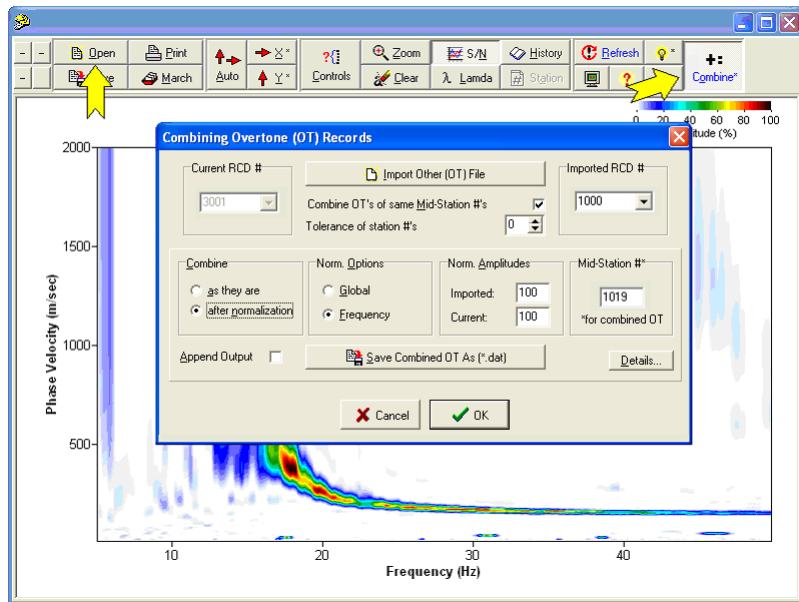 Open Print X* ?{} Zoom S/N History Refresh *
Auto Controls +: Combine*
March Y* Clear λ Lamda # Station ?
0 20 40 60 80 100
itude (%)
Combining Overtone (OT) Records
Current RCD # Import Other (OT) File Imported RCD #
3001 Combine OT's of same Mid-Station #'s 1000
Tolerance of station #'s 0
Combine Norm. Options Norm. Amplitudes Mid-Station #*
as they are Global Imported: 100 1019
after normalization Frequency Current: 100 *for combined OT
Append Output Save Combined OT As (*.dat) Details...
Cancel OK
Phase Velocity (m/sec)
2000
1500
1000
500
10 20 30 40
Frequency (Hz)